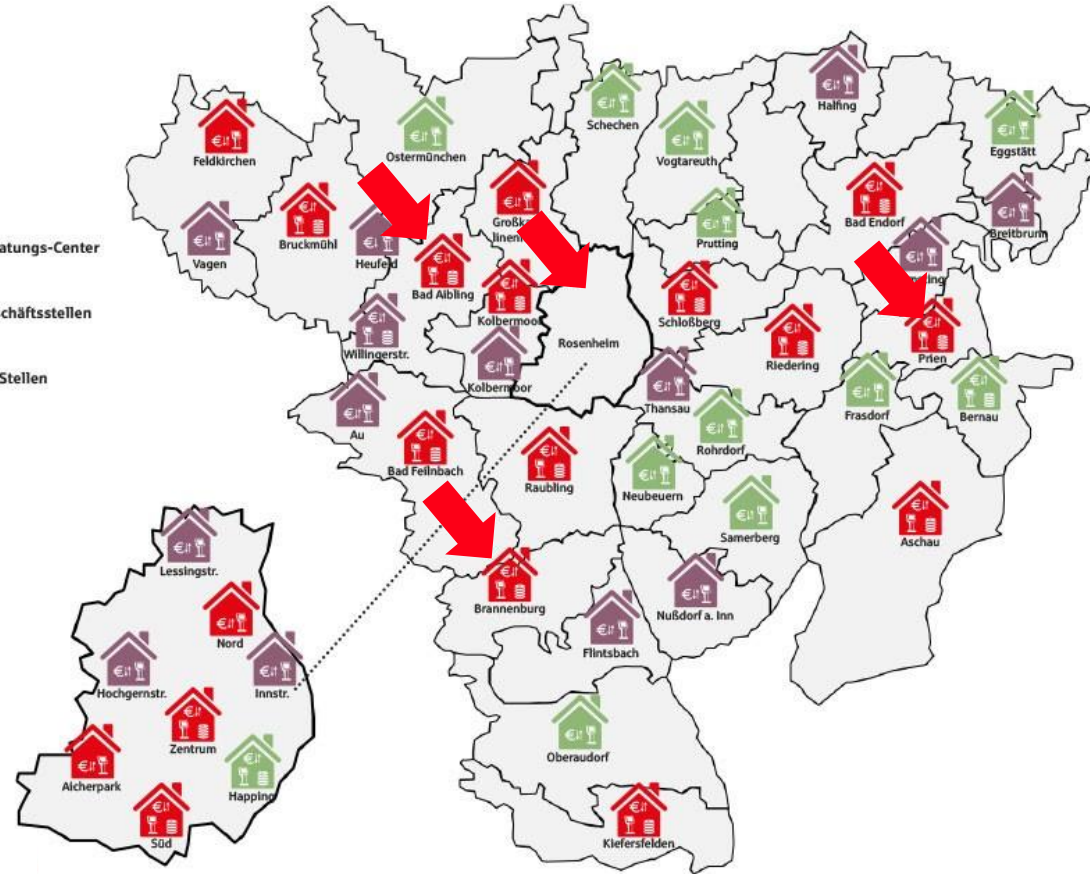 atungs-Center
chäftsstellen
Stellen
Halfing
Schechen
Eggstätt
Ostermünchen
Feldkirchen
Vogtareuth
Großka
linen
Bad Endorf
Breitbrunn
Prutting
Bruckmühl
Heufeld
Vagen
Bad Aibling
Kolbermoor
Schloßberg
Rosenheim
Willingerstr.
Riedering
Prien
Kolbermoor
Thansau
Frasdorf
Bernau
Au
Rohrdorf
Bad Feilnbach
Raubling
Neubeuern
Samerberg
Aschau
Lessingstr.
Brannenburg
Nußdorf a. Inn
Nord
Flintsbach
Hochgernstr.
Innstr.
Zentrum
Oberaudorf
Aicherpark
Happing
Süd
Kiefersfelden